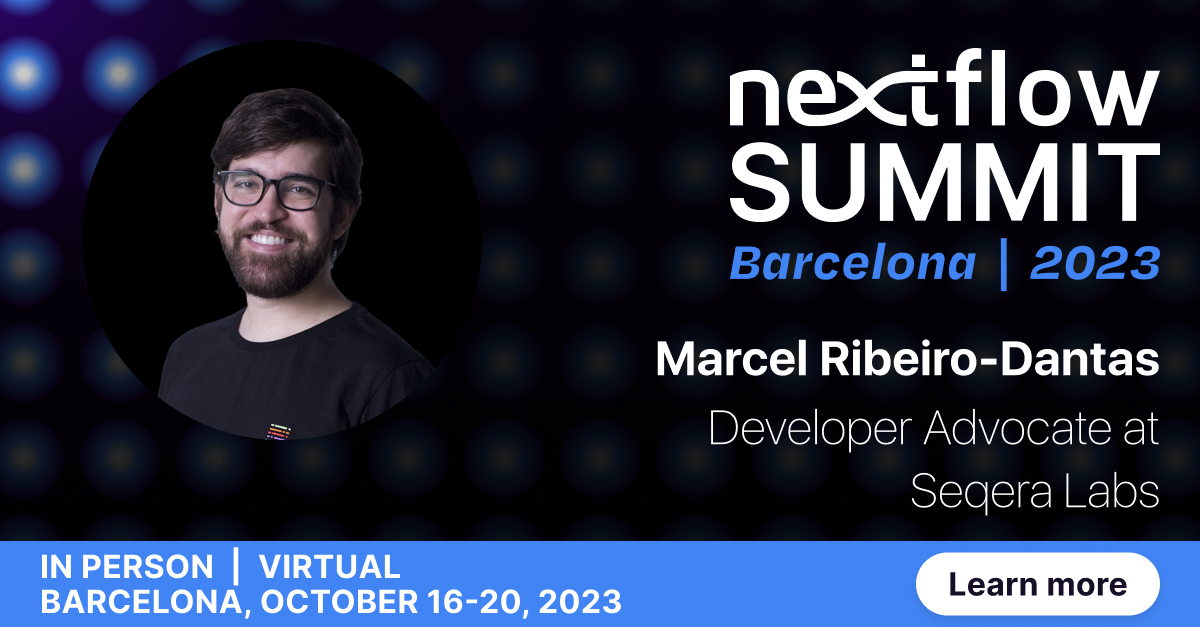 nextflow
SUMMIT
Barcelona | 2023
Marcel Ribeiro-Dantas
Developer Advocate at
Seqera Labs
IN PERSON | VIRTUAL
BARCELONA, OCTOBER 16-20, 2023
Learn more